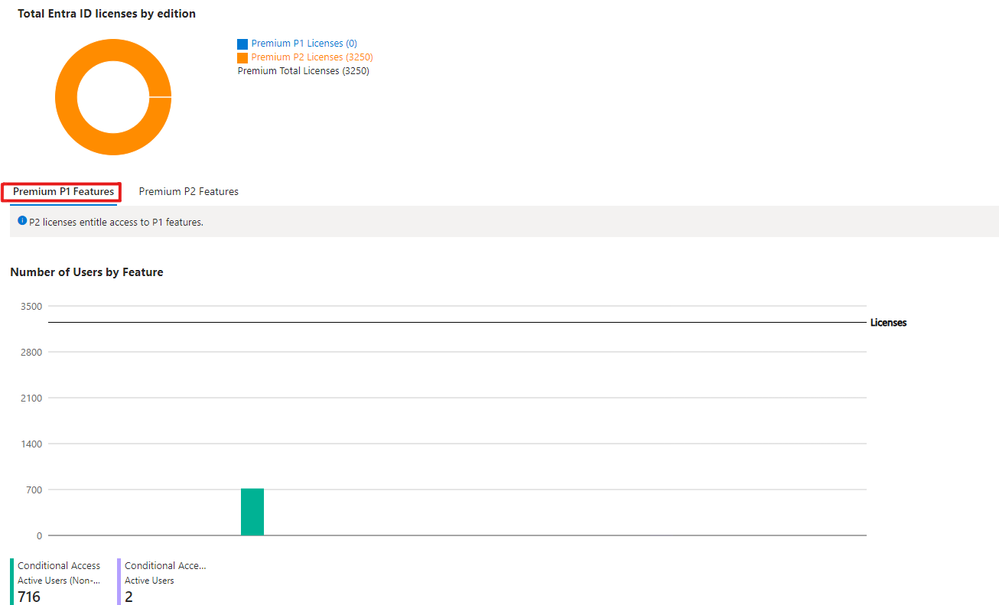 Total Entra ID licenses by edition
Premium P1 Licenses (0)
Premium P2 Licenses (3250)
Premium Total Licenses (3250)
Premium P1 Features
Premium P2 Features
P2 licenses entitle access to P1 features.
Number of Users by Feature
3500
Licenses
2800
2100
1400
700
0
Conditional Access
Active Users (Non-...
716
Conditional Acce...
Active Users
2